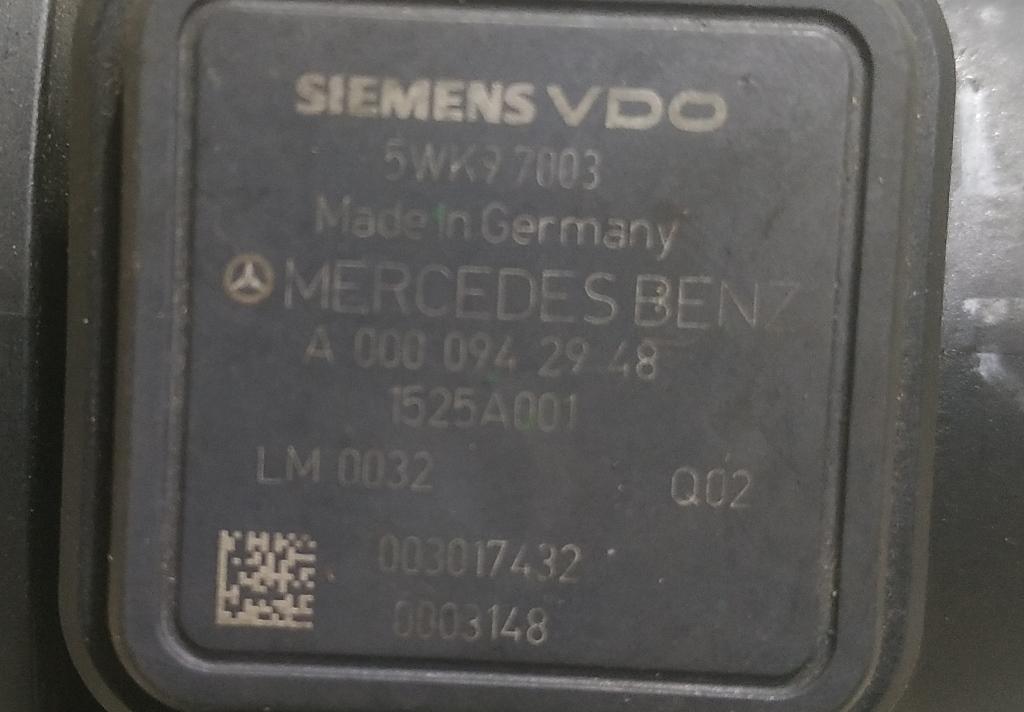 SIEMENS VDO
5WK9 7003
Made in Germany
MERCEDES BENZ
A 000 094 29 48
1525A001
LM 0032 Q02
003017432
0003148